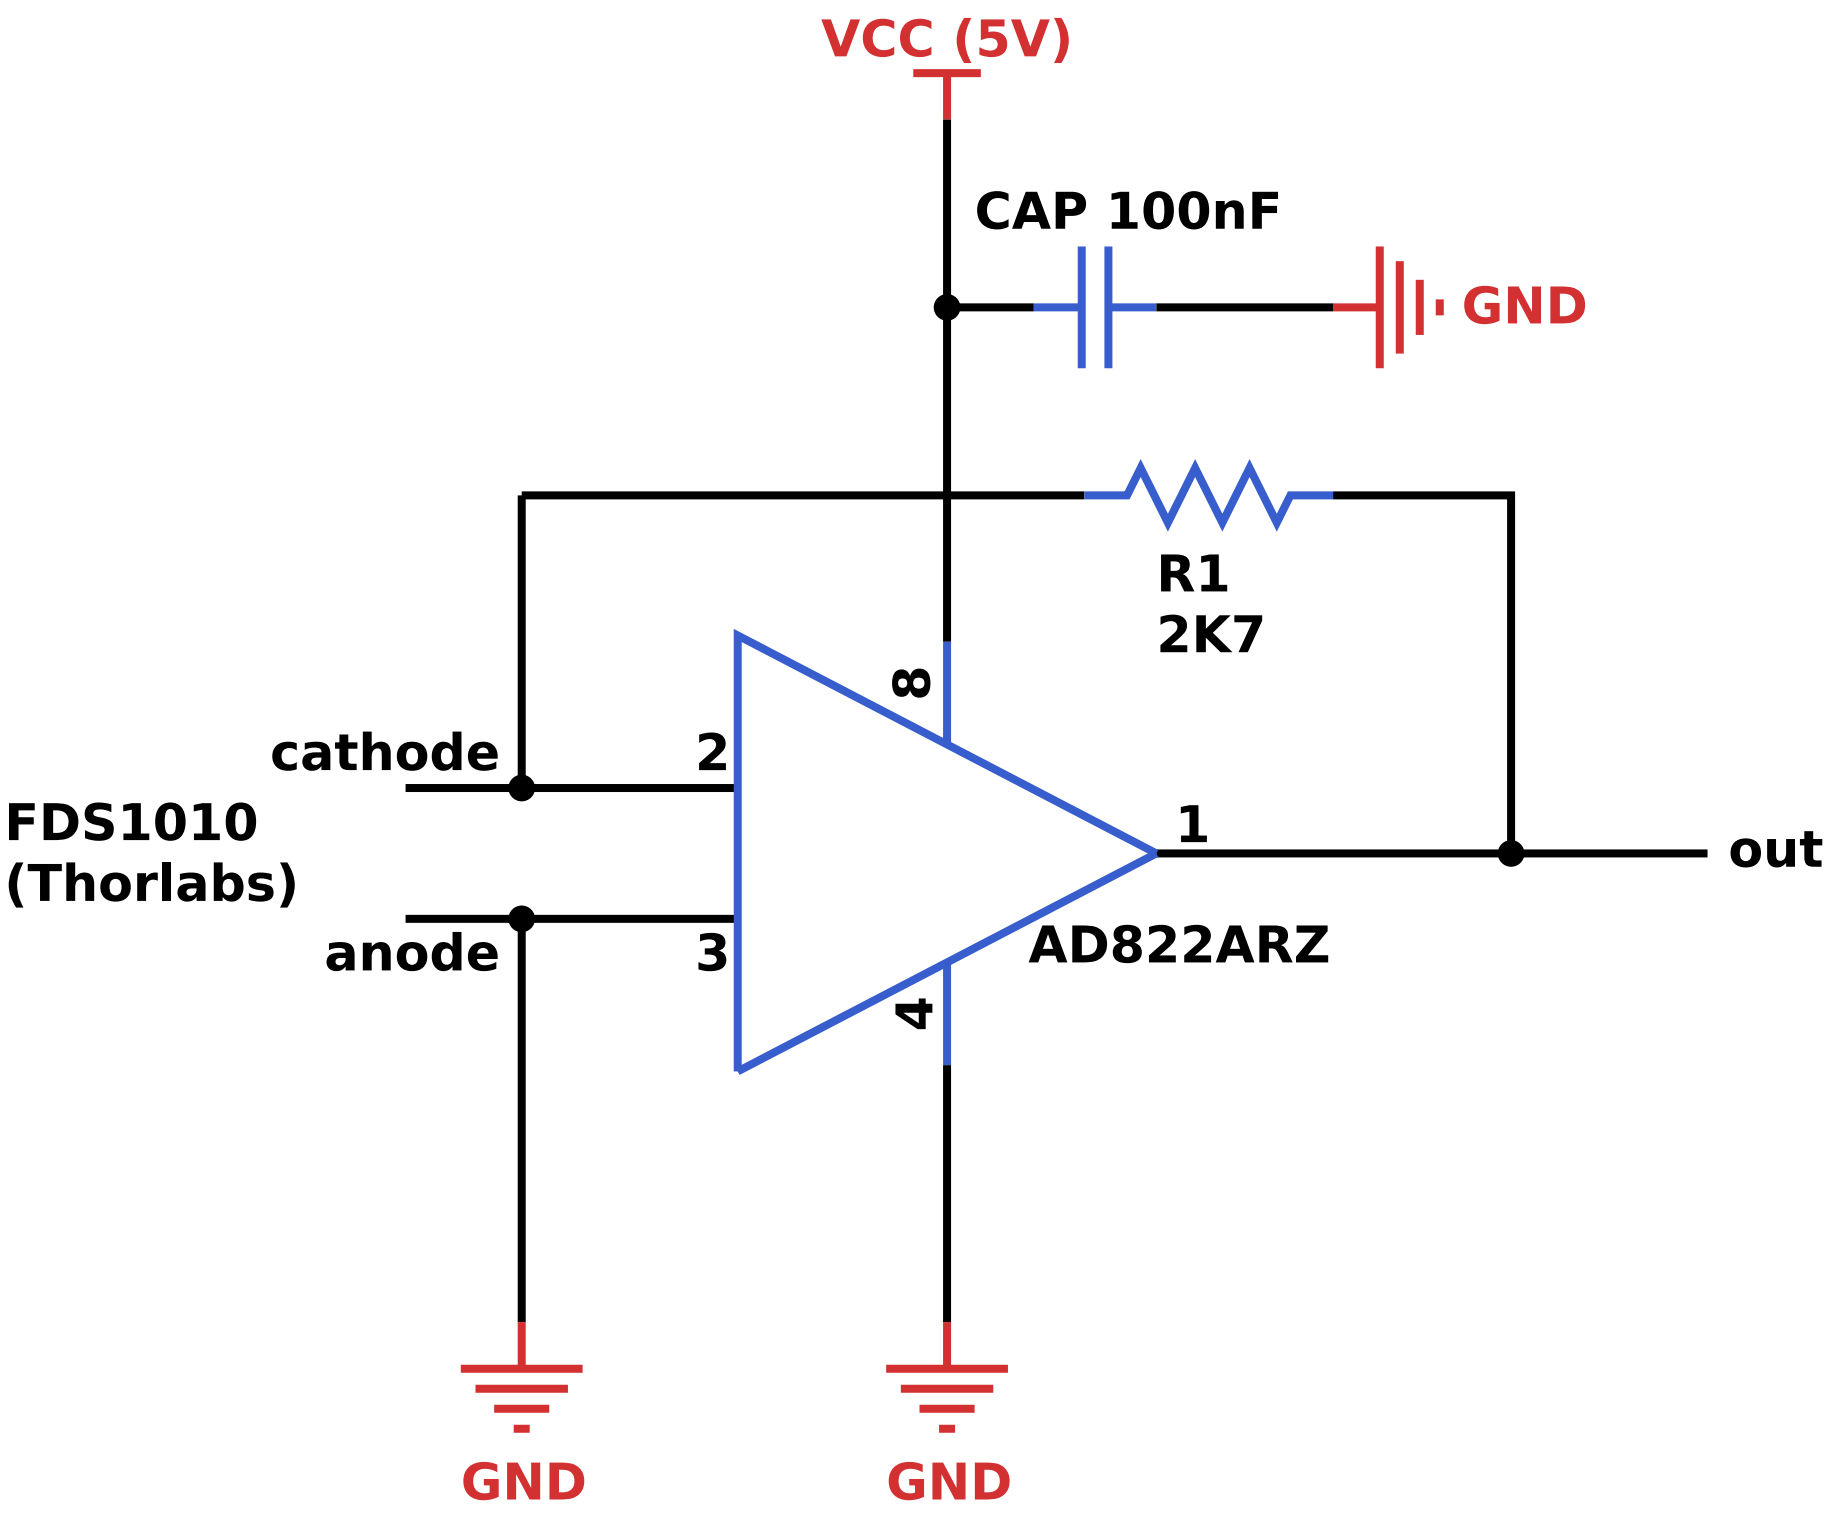 VCC (5V)
CAP 100nF
GND
R1
2K7
8
cathode
2
FDS1010
(Thorlabs)
1
out
anode
3
AD822ARZ
4
GND
GND